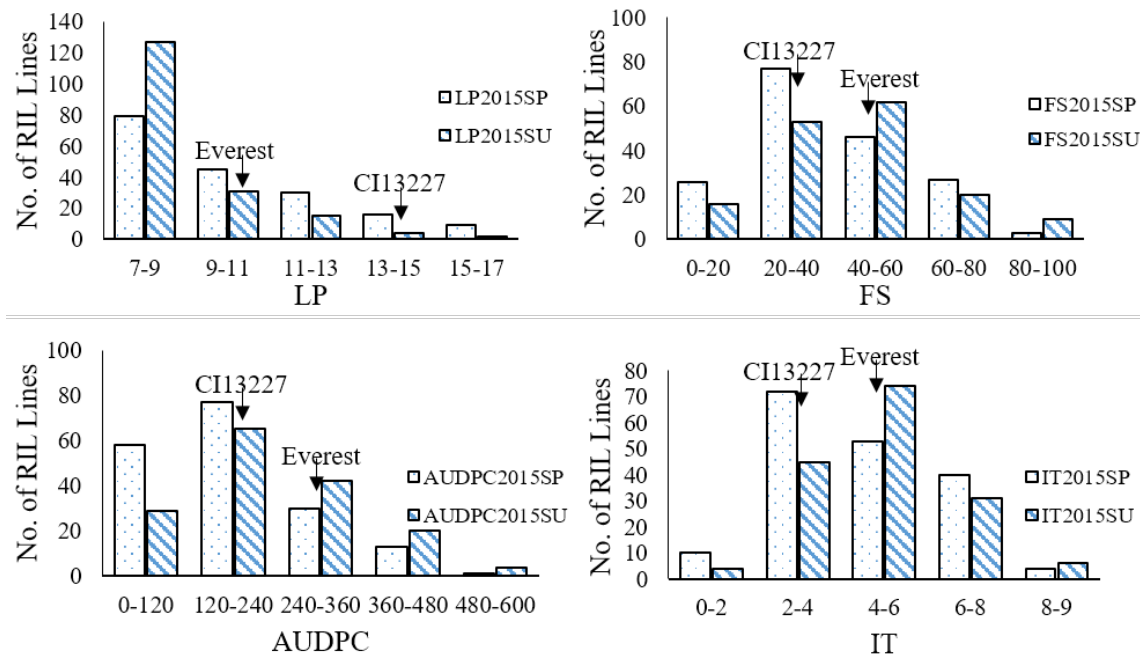 No. of RIL Lines
140
120
100
80
60
40
20
0
Everest
CI13227
LP2015SP
LP2015SU
7-9 9-11 11-13 13-15 15-17
LP
No. of RIL Lines
100
80
60
40
20
0
CI13227
Everest
FS2015SP
FS2015SU
0-20 20-40 40-60 60-80 80-100
FS
No. of RIL Lines
100
80
60
40
20
0
CI13227
Everest
AUDPC2015SP
AUDPC2015SU
0-120 120-240 240-360 360-480 480-600
AUDPC
No. of RIL Lines
80
70
60
50
40
30
20
10
0
CI13227
Everest
IT2015SP
IT2015SU
0-2 2-4 4-6 6-8 8-9
IT